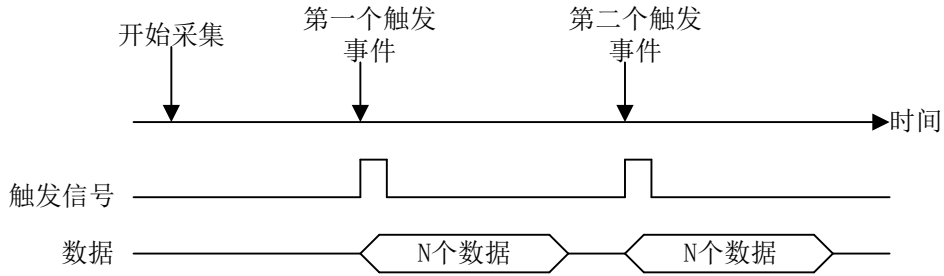 开始采集
第一个触发
事件
第二个触发
事件
时间
触发信号
数据
N个数据
N个数据